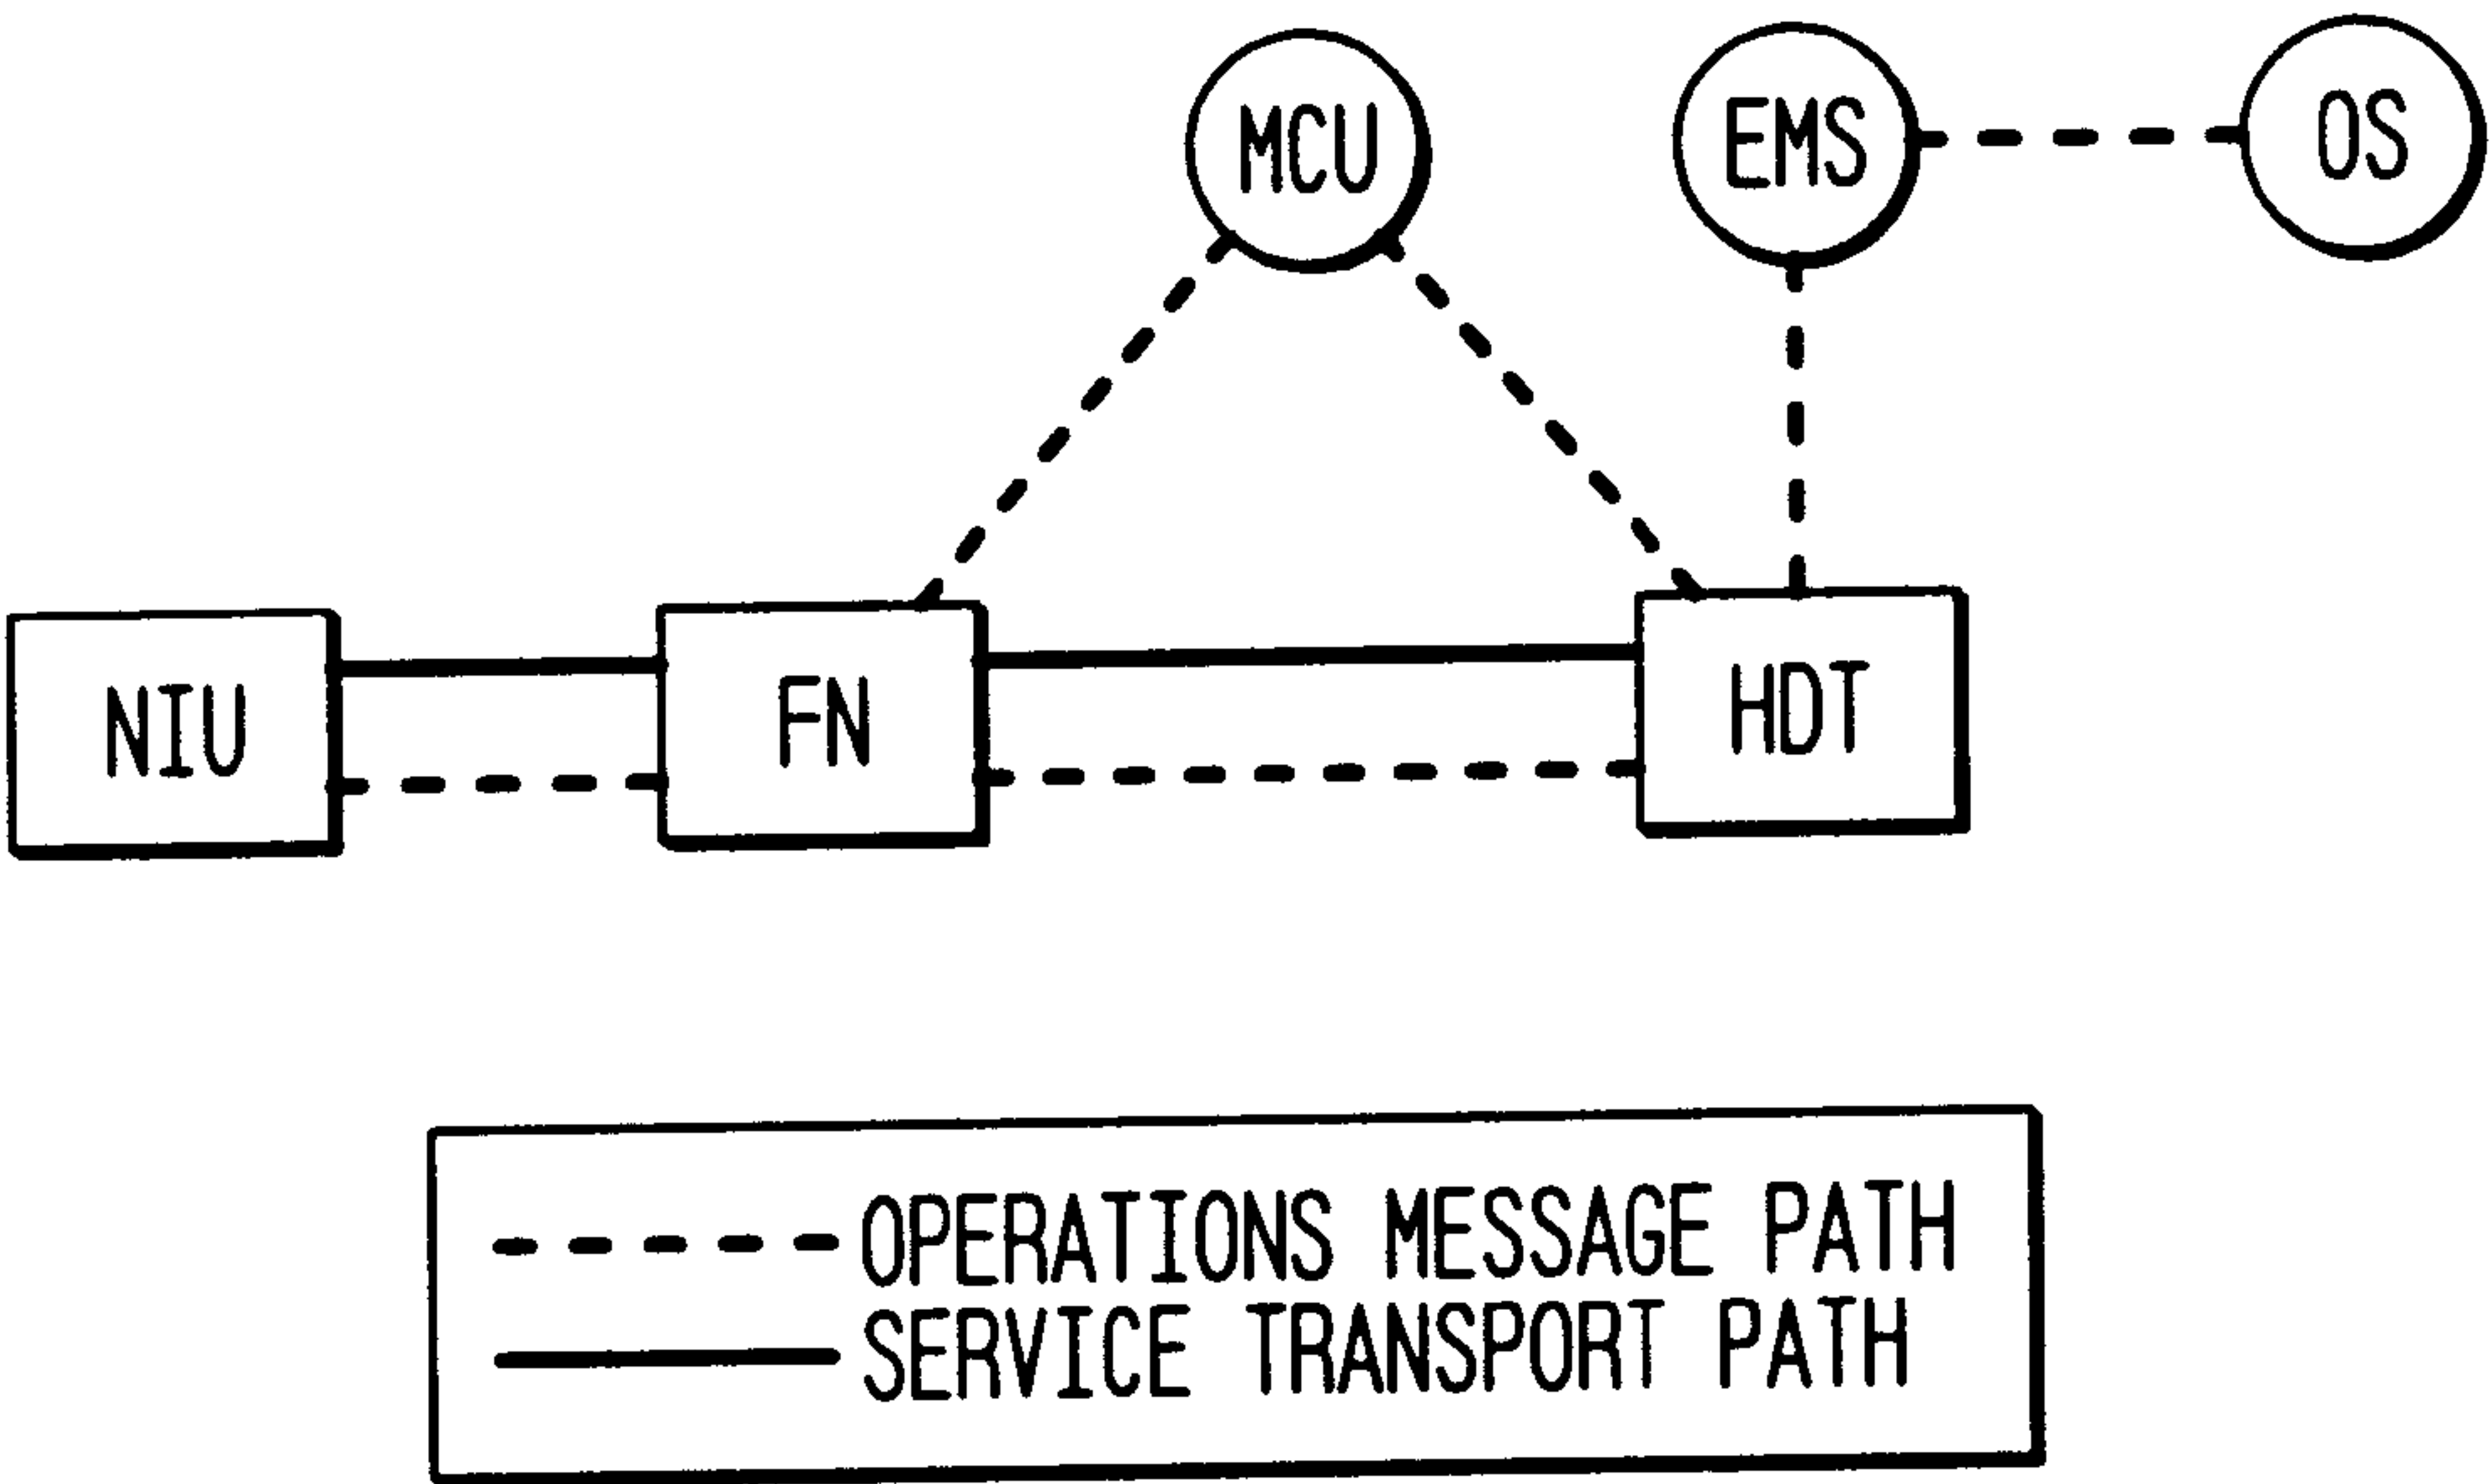 MCU
EMS
OS
NIU
FN
HDT
OPERATIONS MESSAGE PATH
SERVICE TRANSPORT PATH